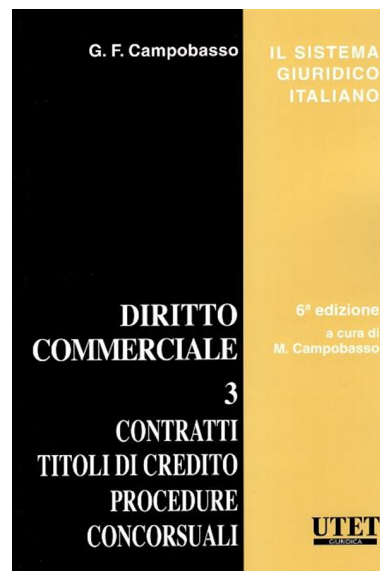 G. F. Campobasso
IL SISTEMA
GIURIDICO
ITALIANO
DIRITTO
COMMERCIALE
3
CONTRATTI
TITOLI DI CREDITO
PROCEDURE
CONCORSUALI
6ª edizione
a cura di
M. Campobasso
UTET
GIURIDICA